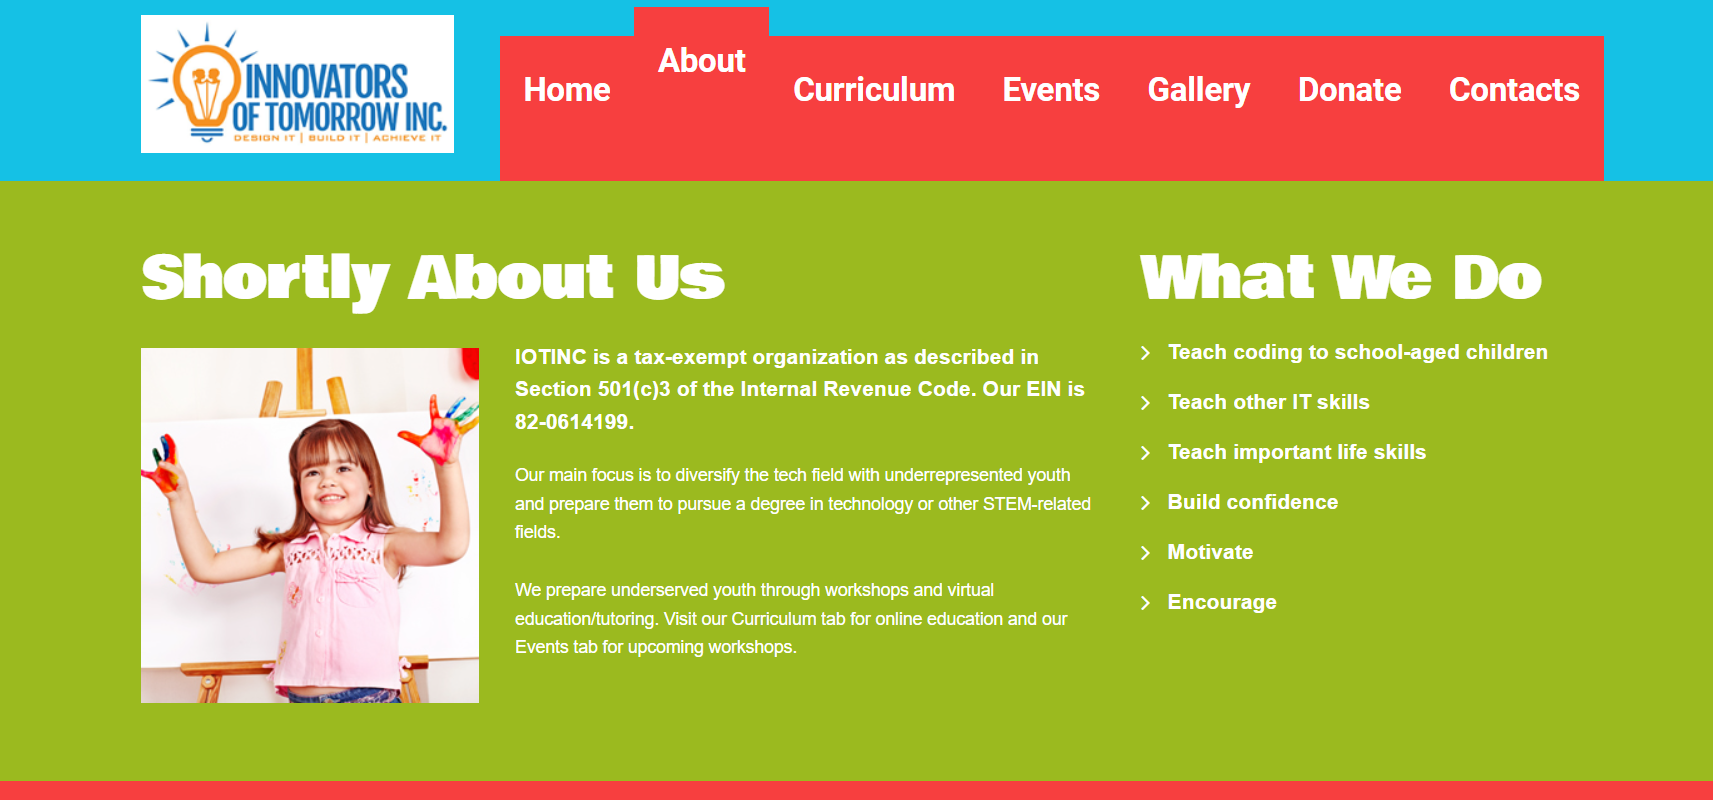 INNOVATORS
OF TOMORROW INC.
DESIGN IT | BUILD IT | ACHIEVE IT
Home
About
Curriculum
Events
Gallery
Donate
Contacts
Shortly About Us
IOTINC is a tax-exempt organization as described in
Section 501(c)3 of the Internal Revenue Code. Our EIN is
82-0614199.
Our main focus is to diversify the tech field with underrepresented youth
and prepare them to pursue a degree in technology or other STEM-related
fields.
We prepare underserved youth through workshops and virtual
education/tutoring. Visit our Curriculum tab for online education and our
Events tab for upcoming workshops.
What We Do
Teach coding to school-aged children
Teach other IT skills
Teach important life skills
Build confidence
Motivate
Encourage